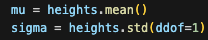 mu = heights.mean()
sigma = heights.std(ddof=1)